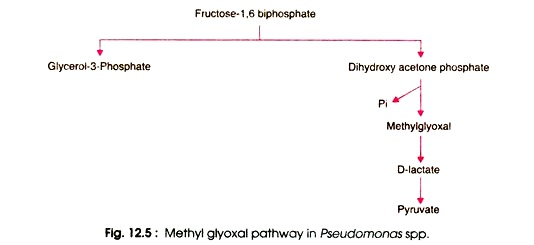 Fructose-1,6 biphosphate
Glycerol-3-Phosphate
Dihydroxy acetone phosphate
Pi
Methylglyoxal
D-lactate
Pyruvate
Fig. 12.5 : Methyl glyoxal pathway in Pseudomonas spp.